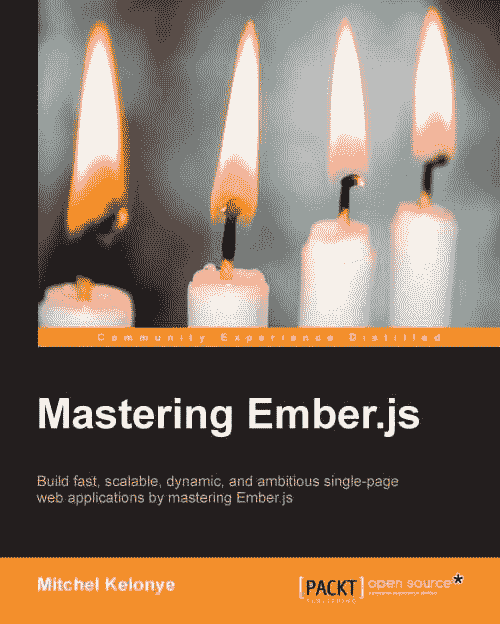 Community Experience Distilled
Mastering Ember.js
Build fast, scalable, dynamic, and ambitious single-page
web applications by mastering Ember.js
Mitchel Kelonye
[PACKT] open source*
PUBLISHING